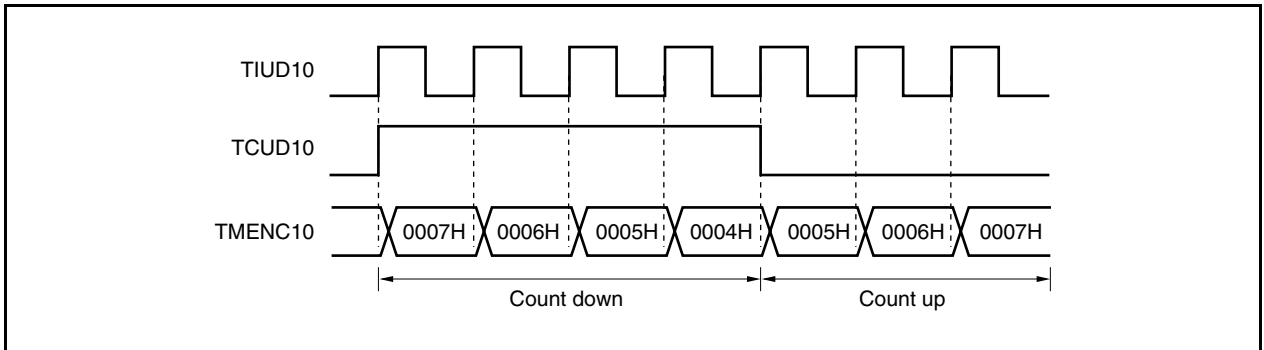 TIUD10
TCUD10
TMENC10 0007H 0006H 0005H 0004H 0005H 0006H 0007H
Count down Count up